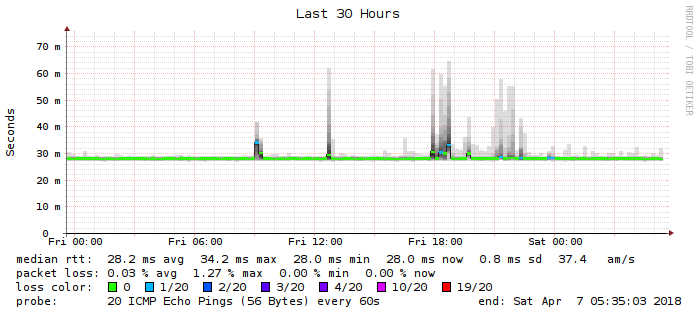 Last 30 Hours
RRDTOOL / TOBI OETIKER
Seconds
70 m
60 m
50 m
40 m
30 m
20 m
10 m
0
Fri 00:00 Fri 06:00 Fri 12:00 Fri 18:00 Sat 00:00
median rtt: 28.2 ms avg 34.2 ms max 28.0 ms min 28.0 ms now 0.8 ms sd 37.4 am/s
packet loss: 0.03 % avg 1.27 % max 0.00 % min 0.00 % now
loss color: 0 1/20 2/20 3/20 4/20 10/20 19/20
probe: 20 ICMP Echo Pings (56 Bytes) every 60s end: Sat Apr 7 05:35:03 2018